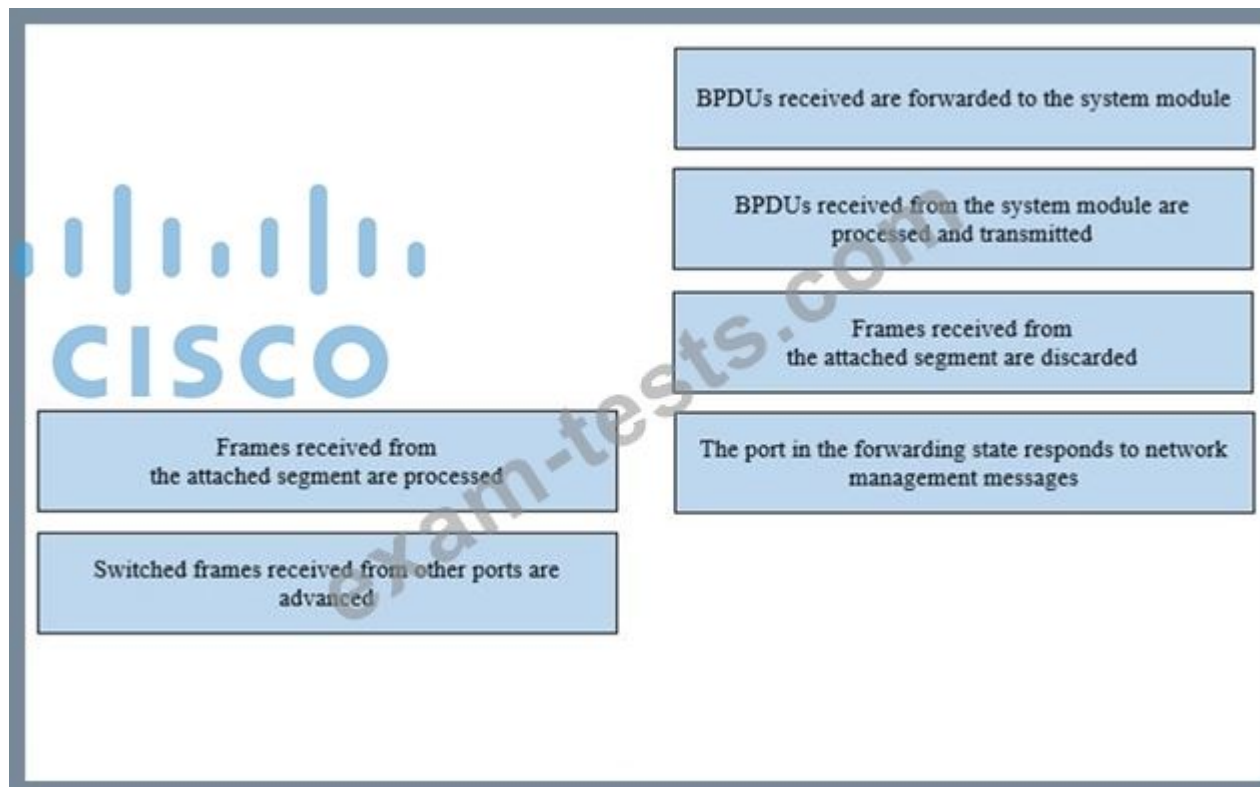 CISCO
Frames received from
the attached segment are processed
Switched frames received from other ports are
advanced
BPDUs received are forwarded to the system module
BPDUs received from the system module are
processed and transmitted
Frames received from
the attached segment are discarded
The port in the forwarding state responds to network
management messages
exam-tests.com